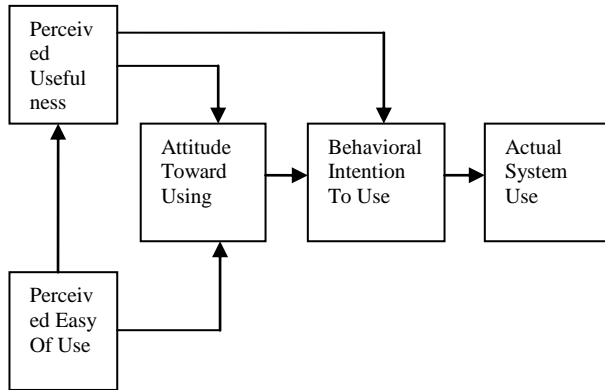 Perceiv
ed
Useful
ness
Attitude
Toward
Using
Behavioral
Intention
To Use
Actual
System
Use
Perceiv
ed Easy
Of Use